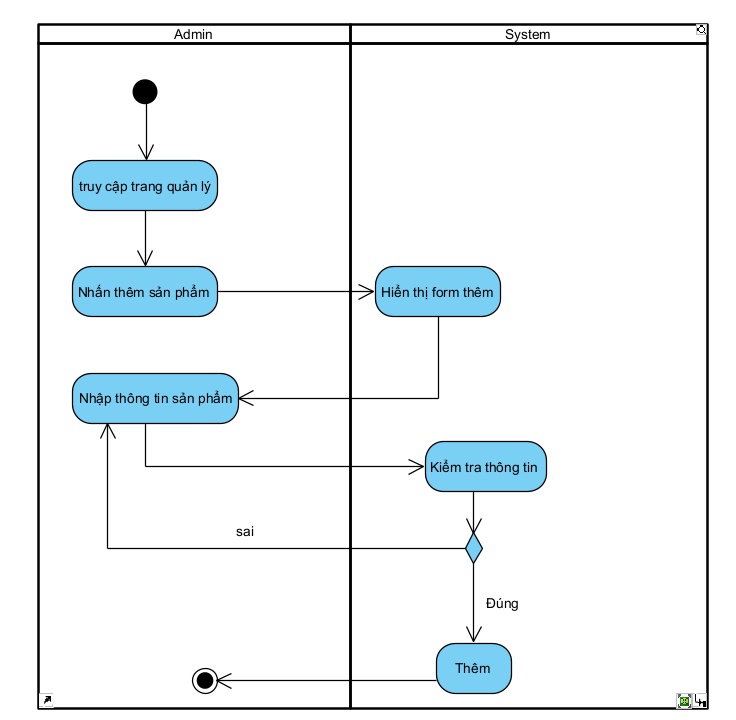 Admin
System
truy cập trang quản lý
Nhấn thêm sản phẩm
Hiển thị form thêm
Nhập thông tin sản phẩm
Kiểm tra thông tin
sai
Đúng
Thêm